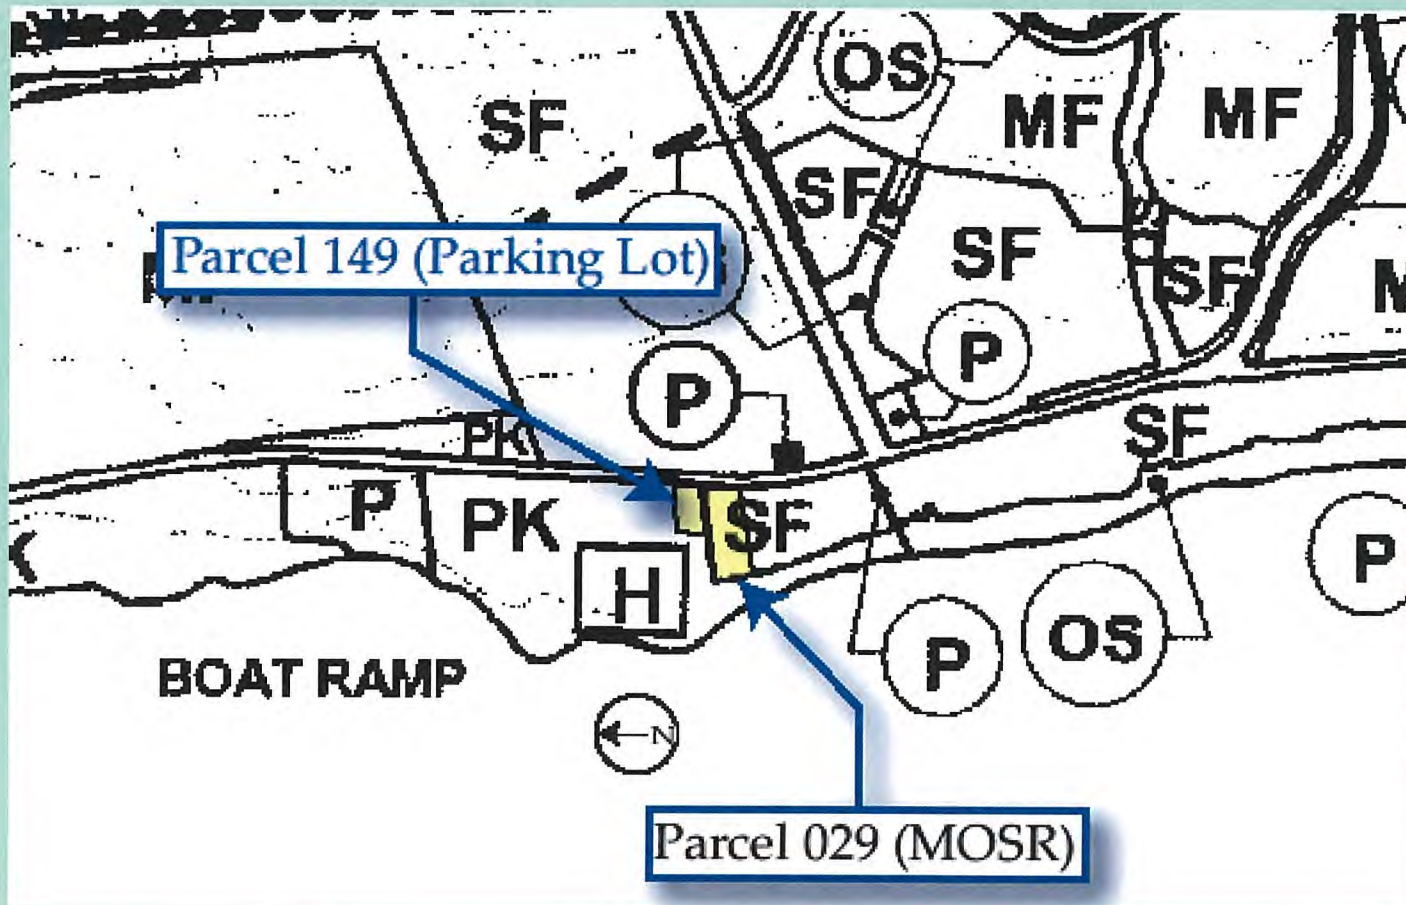 OS
MF
MF
SF
SF
SF
SF
Parcel 149 (Parking Lot)
P
P
PK
SF
P
PK
SF
H
P
P
OS
BOAT RAMP
N
Parcel 029 (MOSR)